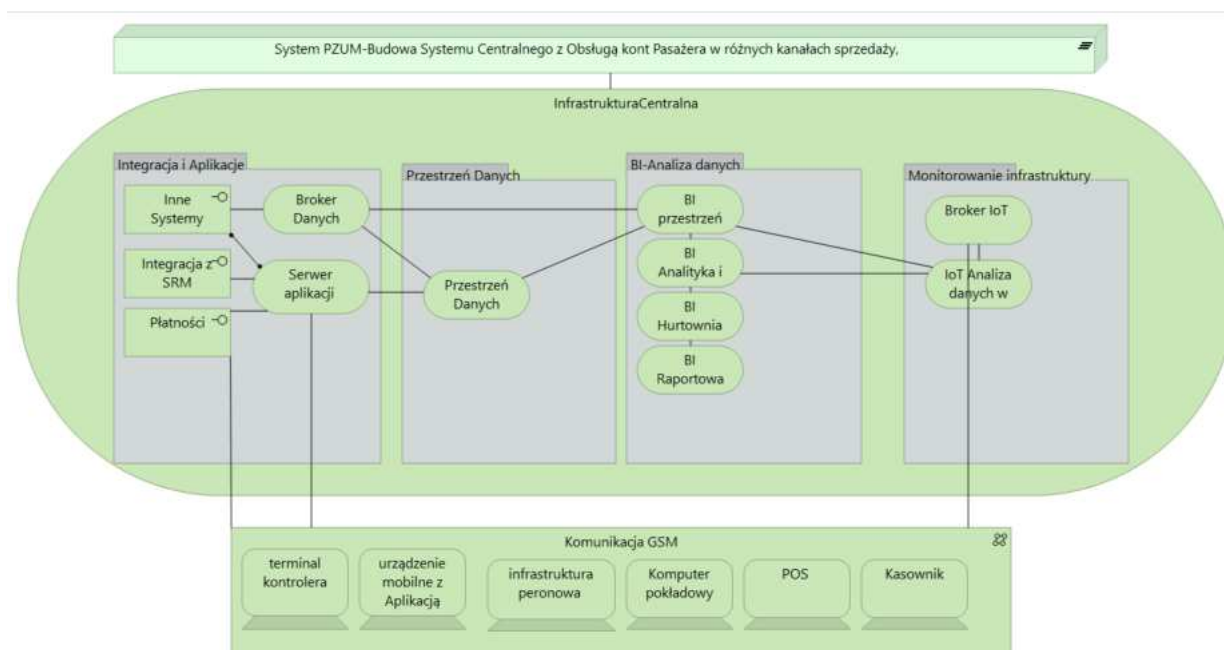 System PZUM-Budowa Systemu Centralnego z Obsługą kont Pasażera w różnych kanałach sprzedaży,
InfrastrukturaCentralna
Integracja i Aplikacje
Inne
Systemy
Broker
Danych
Integracja z
SRM
Serwer
aplikacji
Płatności
Przestrzeń Danych
Przestrzeń
Danych
BI-Analiza danych
BI
przestrzeń
BI
Analityka i
BI
Hurtownia
BI
Raportowa
Monitorowanie infrastruktury
Broker IoT
IoT Analiza
danych w
Komunikacja GSM
terminal
kontrolera
urządzenie
mobilne z
Aplikacją
infrastruktura
peronowa
Komputer
pokładowy
POS
Kasownik